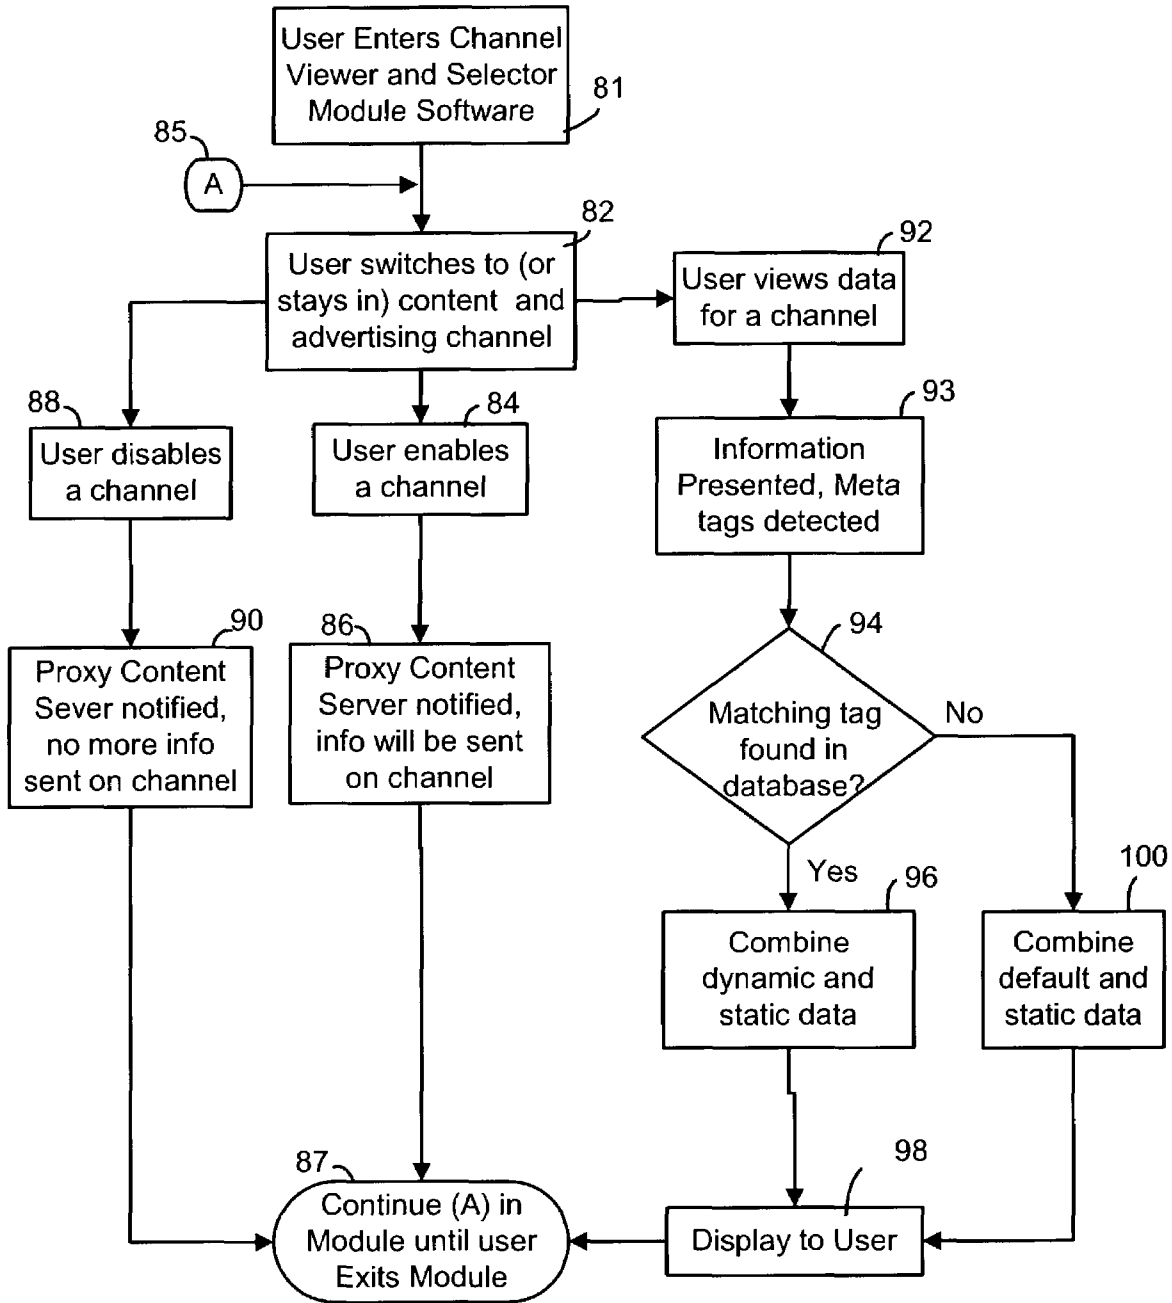 User Enters Channel
Viewer and Selector
Module Software
81
85
A
82
User switches to (or
stays in) content and
advertising channel
92
User views data
for a channel
88
User disables
a channel
84
User enables
a channel
93
Information
Presented, Meta
tags detected
90
Proxy Content
Sever notified,
no more info
sent on channel
86
Proxy Content
Server notified,
info will be sent
on channel
94
Matching tag
found in
database?
No
Yes
96
Combine
dynamic and
static data
100
Combine
default and
static data
87
Continue (A) in
Module until user
Exits Module
98
Display to User